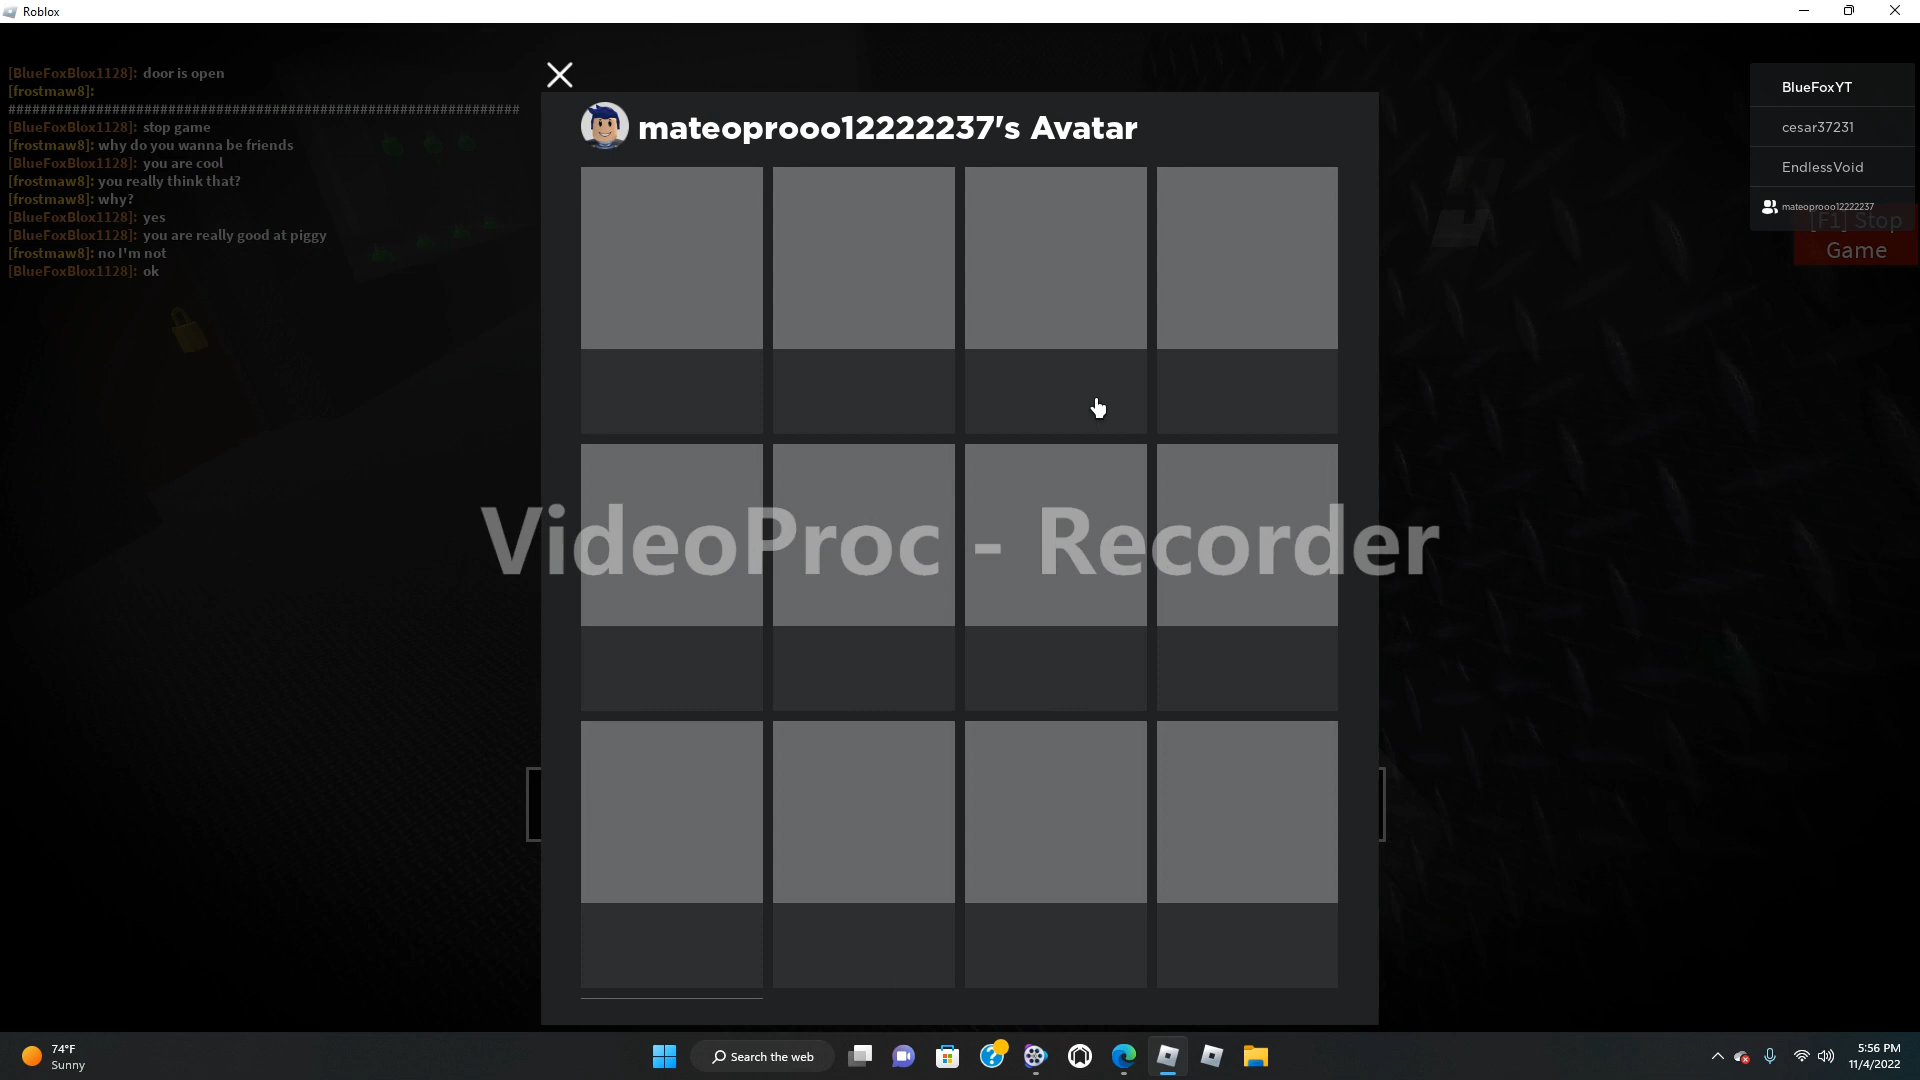 Roblox
[BlueFoxBlox1128]: door is open
[frostmaw8]:
################################################################
[BlueFoxBlox1128]: stop game
[frostmaw8]: why do you wanna be friends
[BlueFoxBlox1128]: you are cool
[frostmaw8]: you really think that?
[frostmaw8]: why?
[BlueFoxBlox1128]: yes
[BlueFoxBlox1128]: you are really good at piggy
[frostmaw8]: no I'm not
[BlueFoxBlox1128]: ok
mateoprooo12222237's Avatar
BlueFoxYT
cesar37231
EndlessVoid
mateoprooo12222237
[F1] Stop
Game
VideoProc - Recorder
74°F
Sunny
Search the web
5:56 PM
11/4/2022